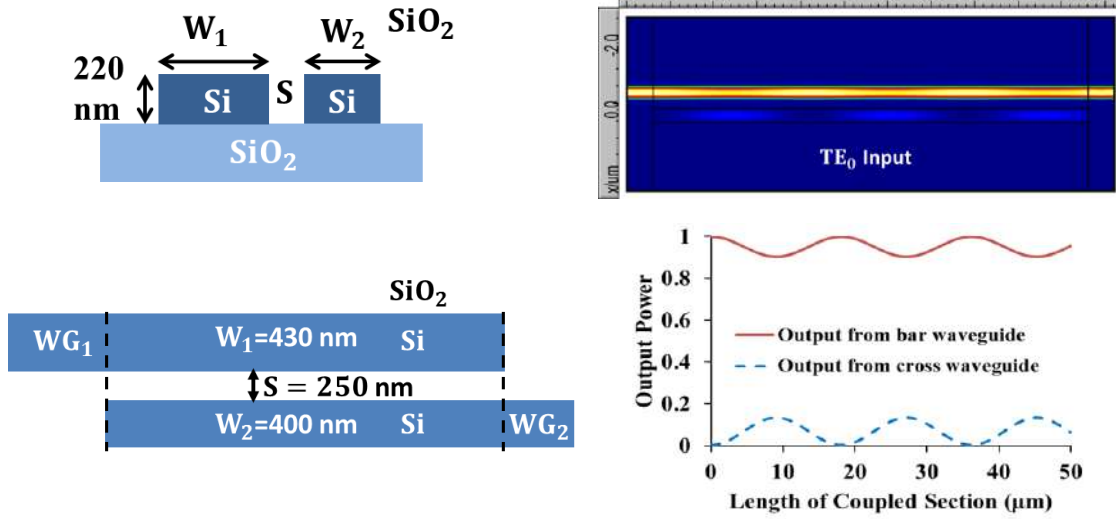 W₁ W₂ SiO₂
220
nm
Si S Si
SiO₂
-2.0
0.0
x/um
TE₀ Input
SiO₂
WG₁ W₁=430 nm Si
S = 250 nm
W₂=400 nm Si WG₂
Output Power
1
0.8
0.6
0.4
0.2
0
Output from bar waveguide
Output from cross waveguide
0 10 20 30 40 50
Length of Coupled Section (μm)